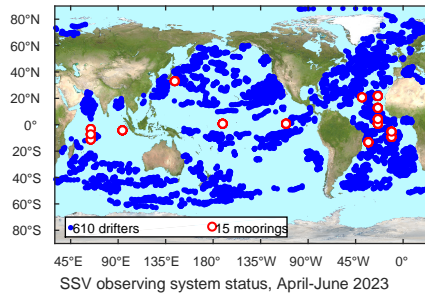 80°N
60°N
40°N
20°N
0°
20°S
40°S
60°S
80°S
610 drifters 15 moorings
45°E 90°E 135°E 180° 135°W 90°W 45°W 0°
SSV observing system status, April-June 2023